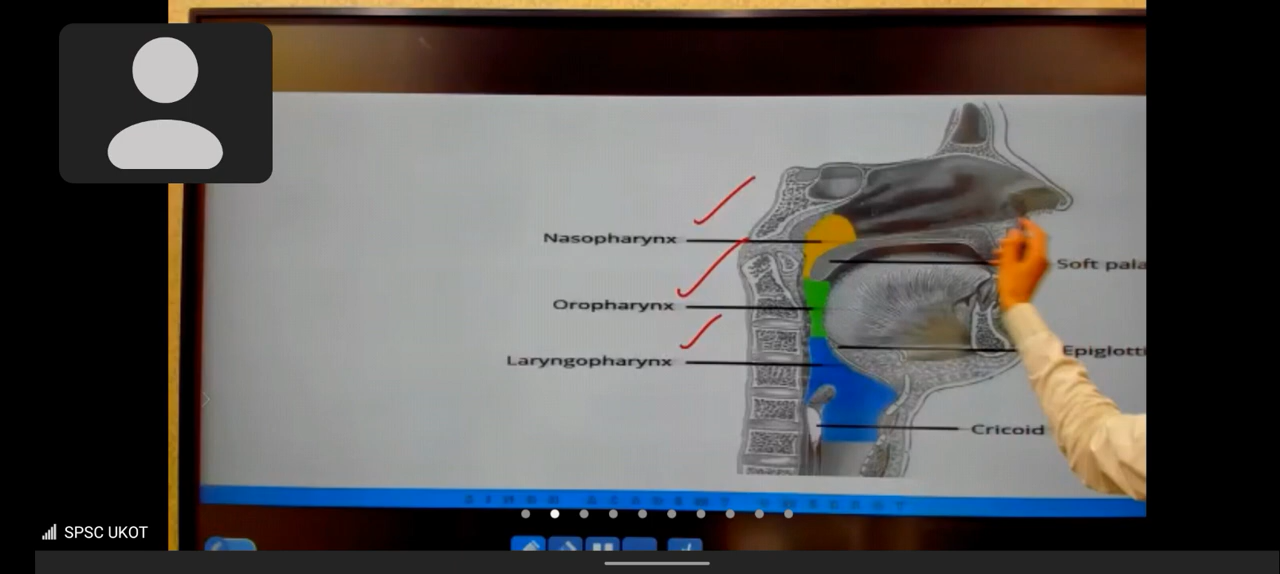 Nasopharynx
Soft pala
Oropharynx
Epiglotti
Laryngopharynx
Cricoid
SPSC UKOT